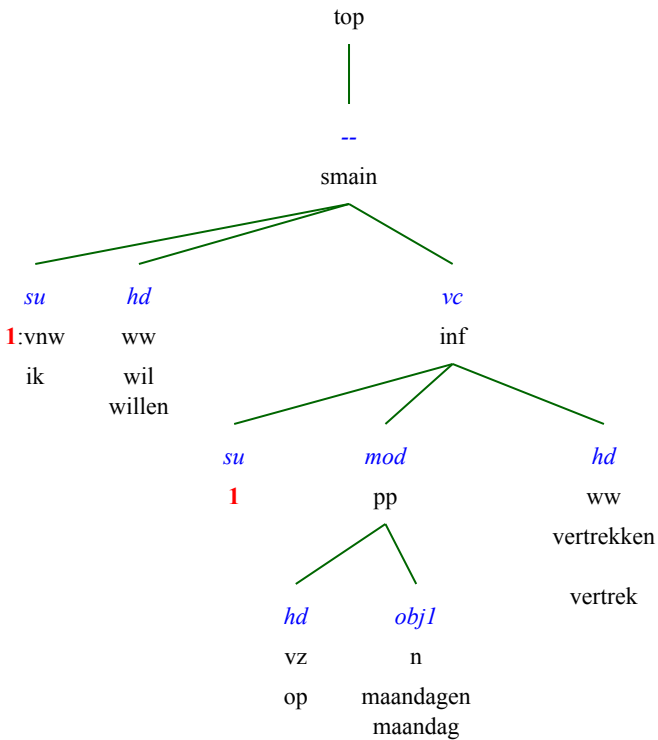 top
--
smain
su hd vc
1:vnw ww inf
ik wil
willen
su mod hd
1 pp ww
vertrekken
vertrek
hd obj1
vz n
op maandagen
maandag